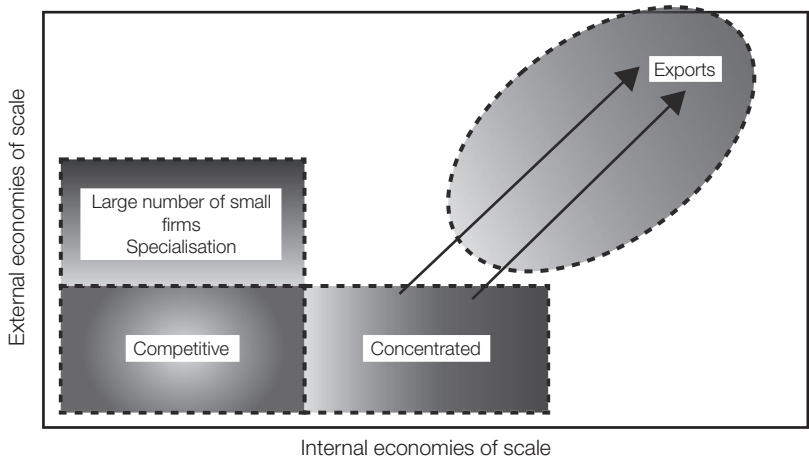 External economies of scale
Exports
Large number of small
firms
Specialisation
Competitive
Concentrated
Internal economies of scale